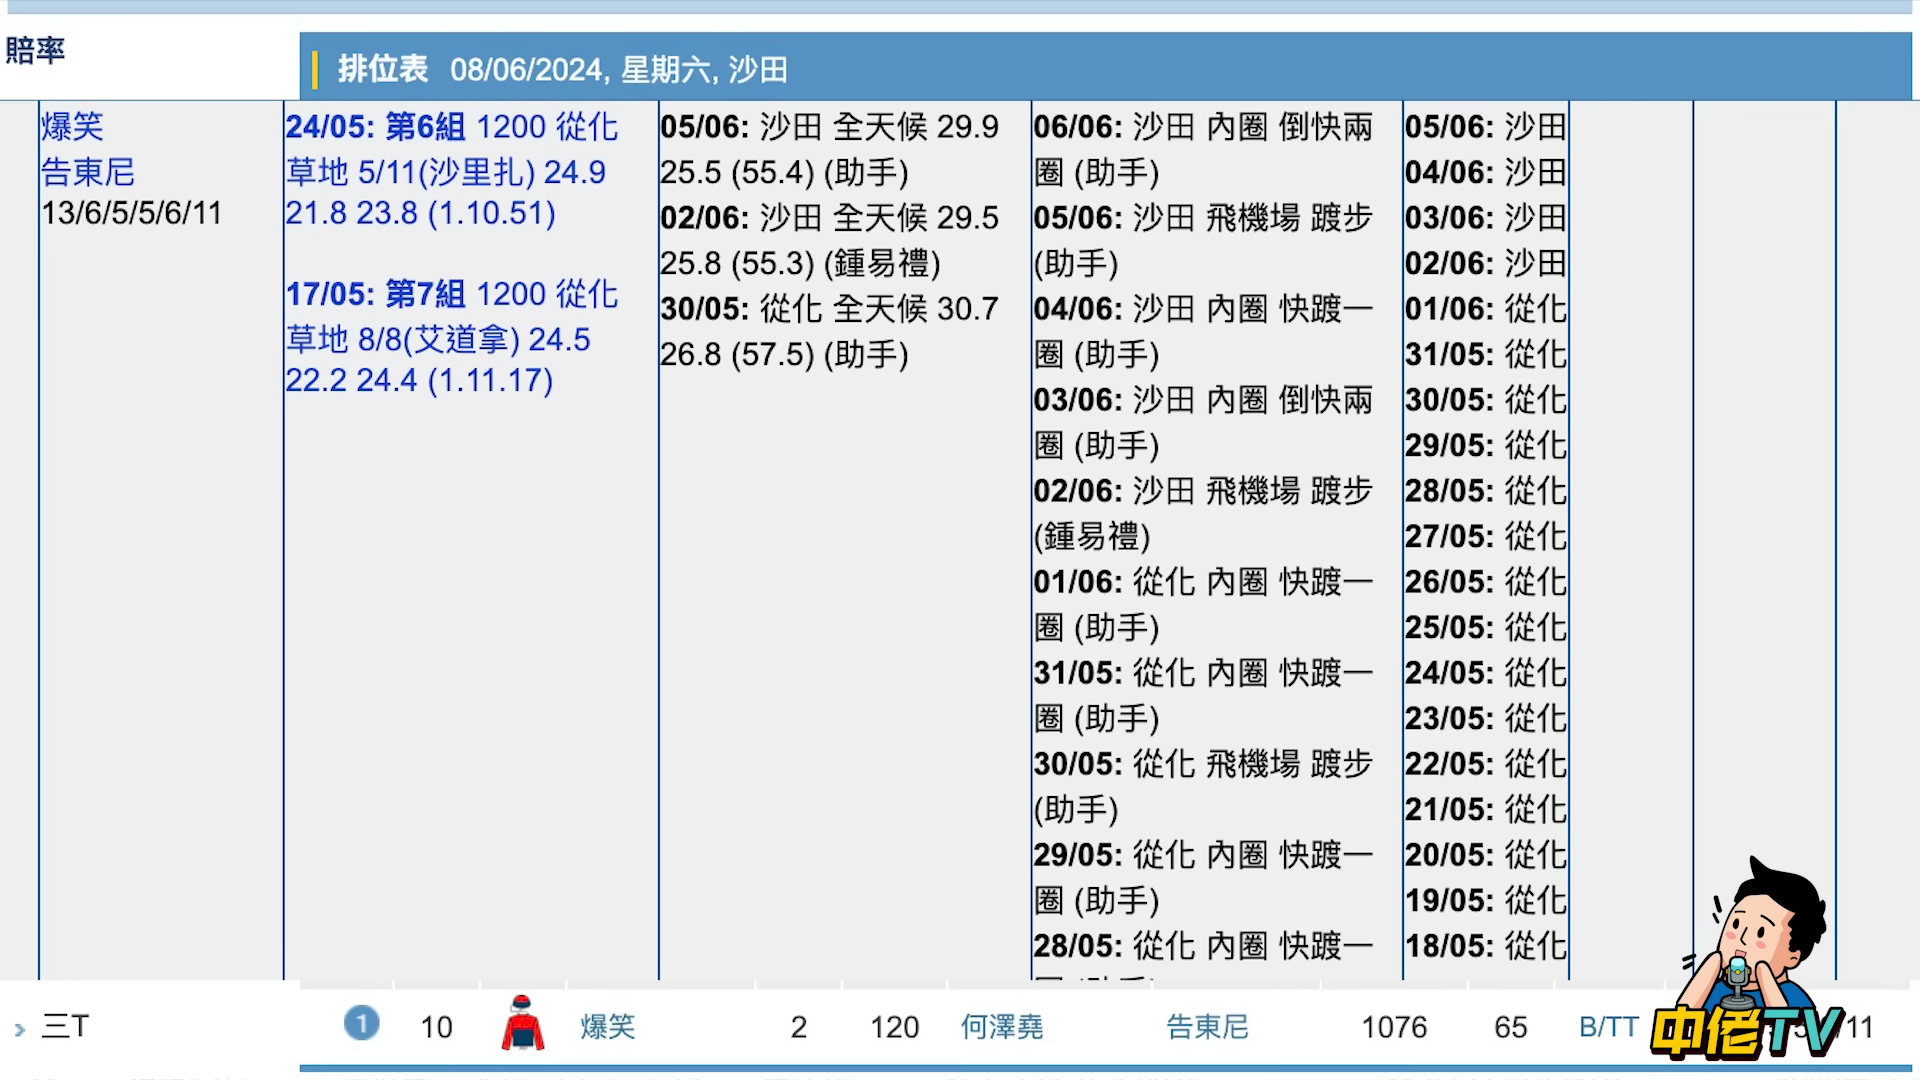 賠率
排位表 08/06/2024, 星期六, 沙田
爆笑
告東尼
13/6/5/5/6/11
24/05: 第6組 1200 從化
草地 5/11(沙里扎) 24.9
21.8 23.8 (1.10.51)
17/05: 第7組 1200 從化
草地 8/8(艾道拿) 24.5
22.2 24.4 (1.11.17)
05/06: 沙田 全天候 29.9
25.5 (55.4) (助手)
02/06: 沙田 全天候 29.5
25.8 (55.3) (鍾易禮)
30/05: 從化 全天候 30.7
26.8 (57.5) (助手)
06/06: 沙田 內圈 倒快兩
圈 (助手)
05/06: 沙田 飛機場 踱步
(助手)
04/06: 沙田 內圈 快踱一
圈 (助手)
03/06: 沙田 內圈 倒快兩
圈 (助手)
02/06: 沙田 飛機場 踱步
(鍾易禮)
01/06: 從化 內圈 快踱一
圈 (助手)
31/05: 從化 內圈 快踱一
圈 (助手)
30/05: 從化 飛機場 踱步
(助手)
29/05: 從化 內圈 快踱一
圈 (助手)
28/05: 從化 內圈 快踱一
05/06: 沙田
04/06: 沙田
03/06: 沙田
02/06: 沙田
01/06: 從化
31/05: 從化
30/05: 從化
29/05: 從化
28/05: 從化
27/05: 從化
26/05: 從化
25/05: 從化
24/05: 從化
23/05: 從化
22/05: 從化
21/05: 從化
20/05: 從化
19/05: 從化
18/05: 從化
三T
1 10 爆笑 2 120 何澤堯 告東尼 1076 65 B/TT /11
中佬TV